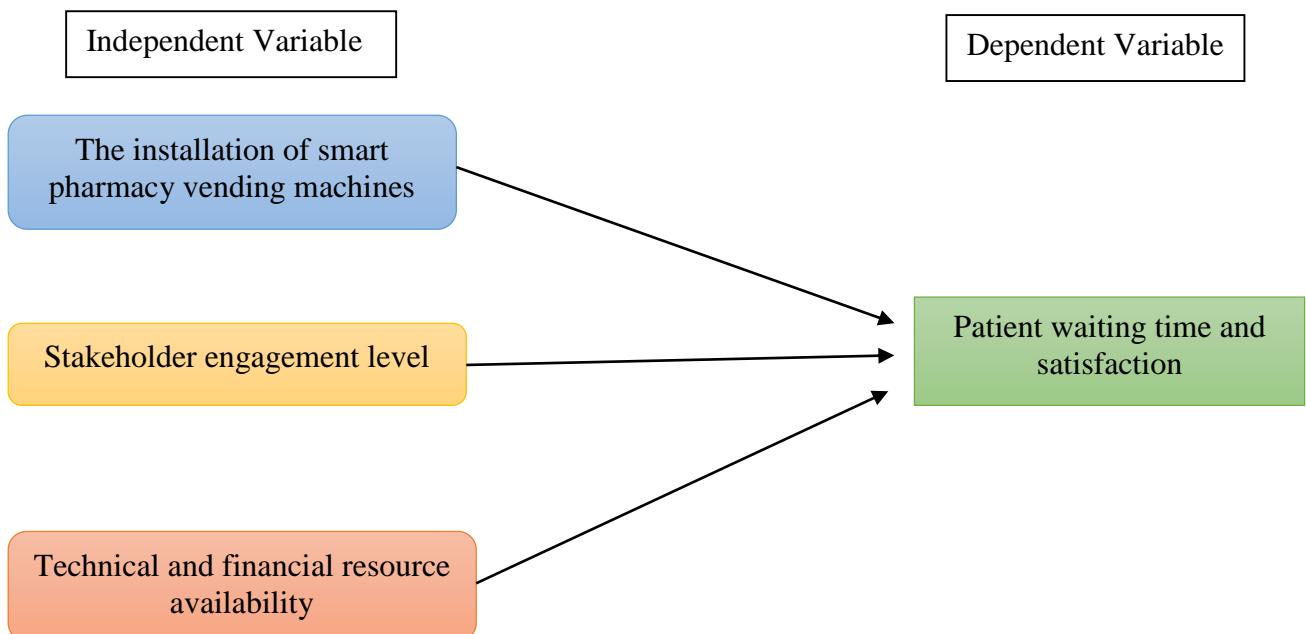 Independent Variable
Dependent Variable
The installation of smart
pharmacy vending machines
Stakeholder engagement level
Patient waiting time and
satisfaction
Technical and financial resource
availability